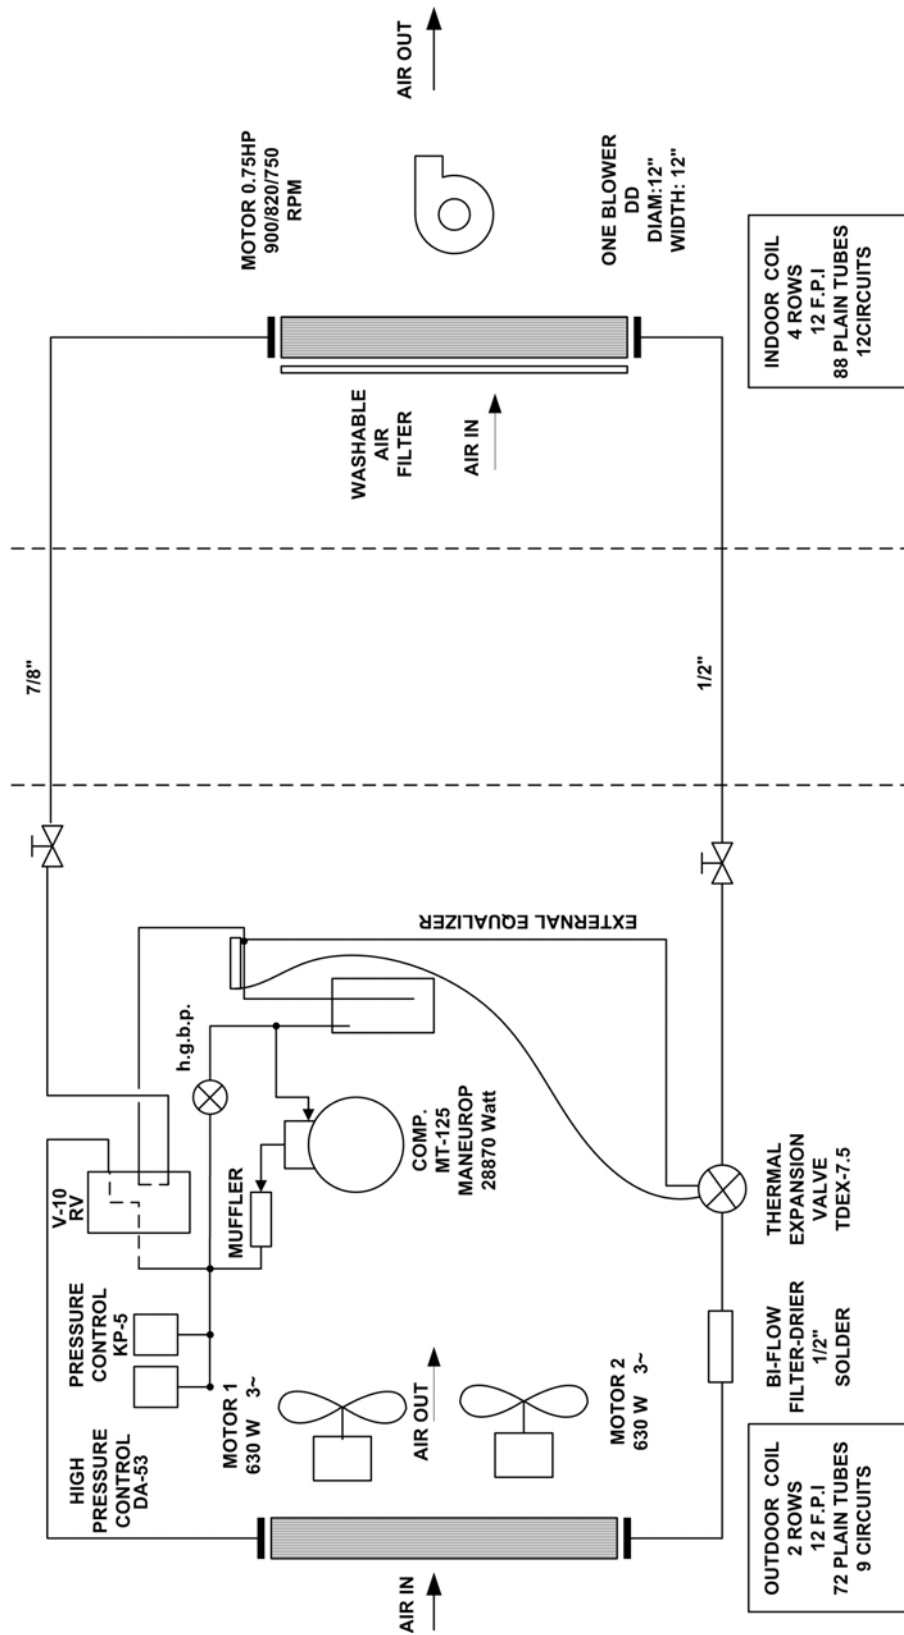 HIGH
PRESSURE
CONTROL
DA-53
PRESSURE
CONTROL
KP-5
V-10
RV
h.g.b.p.
7/8"
MUFFLER
COMP.
MT-125
MANEUROP
28870 Watt
EXTERNAL EQUALIZER
MOTOR 1
630 W 3~
AIR IN
AIR OUT
MOTOR 2
630 W 3~
WASHABLE
AIR
FILTER
AIR IN
MOTOR 0.75HP
900/820/750
RPM
AIR OUT
ONE BLOWER
DD
DIAM:12"
WIDTH: 12"
1/2"
BI-FLOW
FILTER-DRIER
1/2"
SOLDER
THERMAL
EXPANSION
VALVE
TDEX-7.5
OUTDOOR COIL
2 ROWS
12 F.P.I
72 PLAIN TUBES
9 CIRCUITS
INDOOR COIL
4 ROWS
12 F.P.I
88 PLAIN TUBES
12CIRCUITS